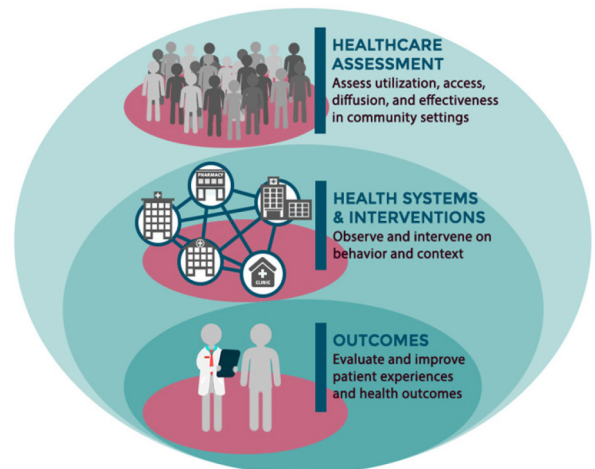 HEALTHCARE
ASSESSMENT
Assess utilization, access,
diffusion, and effectiveness
in community settings
PHARMACY
HEALTH SYSTEMS
& INTERVENTIONS
Observe and intervene on
behavior and context
CLINIC
OUTCOMES
Evaluate and improve
patient experiences
and health outcomes